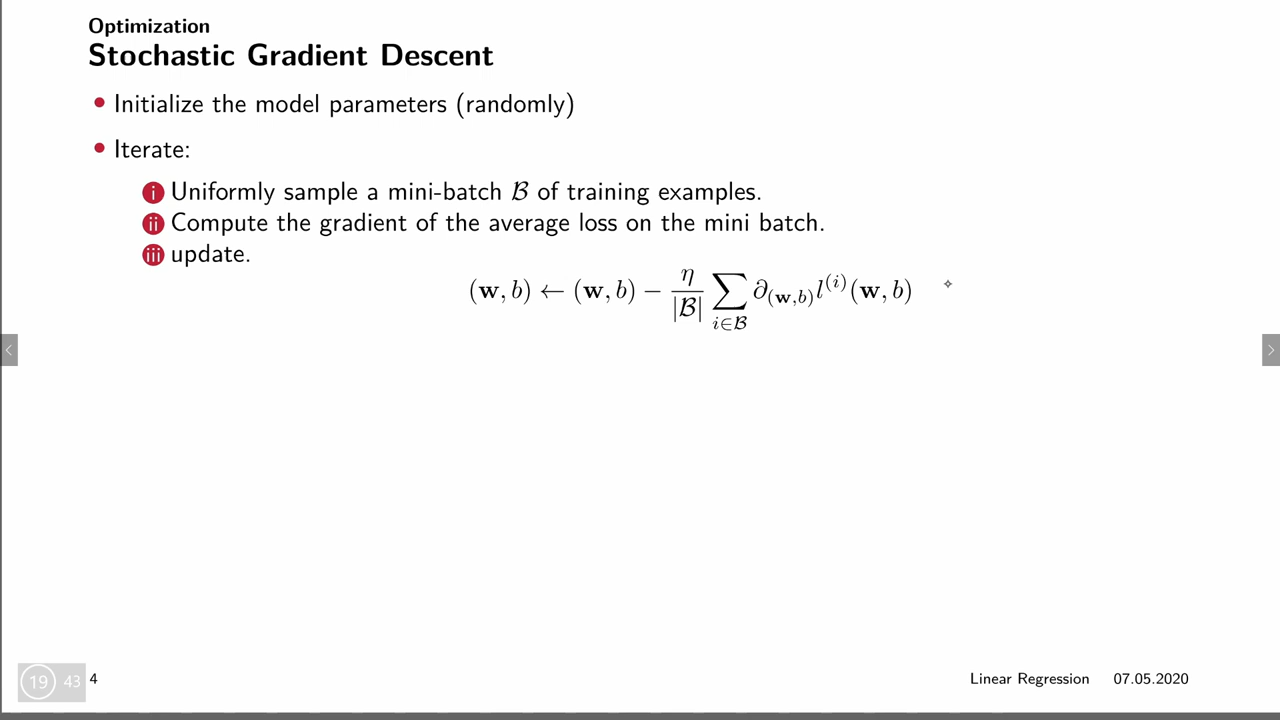 Optimization
Stochastic Gradient Descent
• Initialize the model parameters (randomly)
• Iterate:
i Uniformly sample a mini-batch ℬ of training examples.
ii Compute the gradient of the average loss on the mini batch.
iii update.
(𝐰, b) ← (𝐰, b) − η/|ℬ| ∑_{i∈ℬ} ∂_{(𝐰,b)} l^{(i)}(𝐰, b)
19 43 4
Linear Regression 07.05.2020